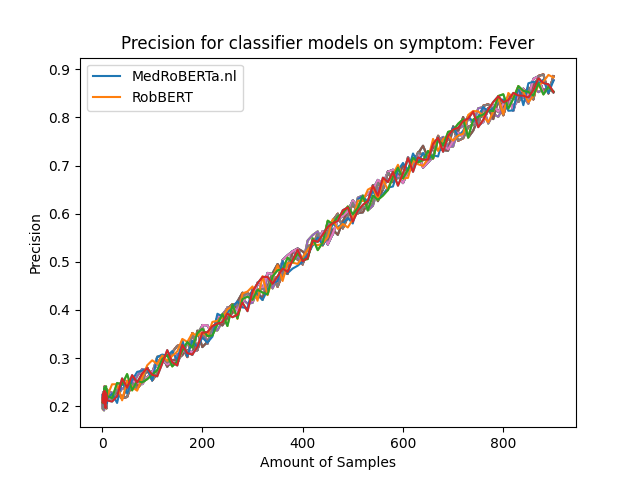 Precision for classifier models on symptom: Fever
MedRoBERTa.nl
RobBERT
0.9
0.8
0.7
0.6
0.5
0.4
0.3
0.2
Precision
0
200
400
600
800
Amount of Samples